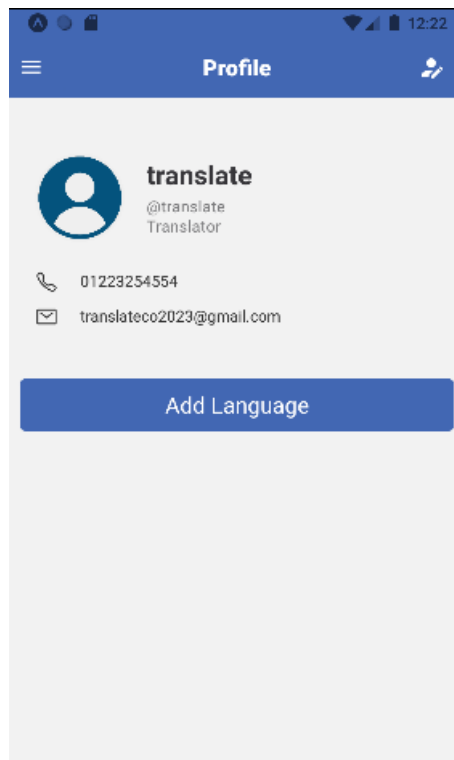 12:22
Profile
translate
@translate
Translator
01223254554
translateco2023@gmail.com
Add Language